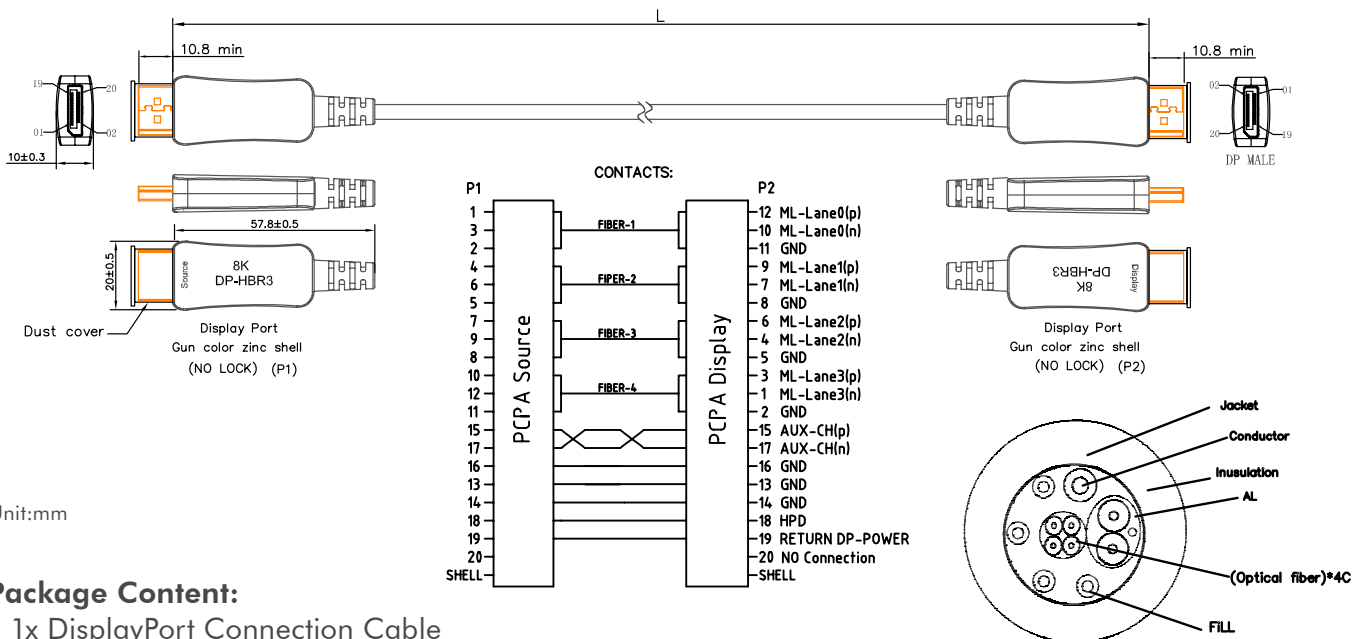 L
10.8 min
10.8 min
19
20
01
02
10±0.3
02
01
20
19
DP MALE
57.8±0.5
20±0.5
Source
8K
DP-HBR3
Dust cover
Display Port
Gun color zinc shell
(NO LOCK) (P1)
CONTACTS:
P1
P2
PCPA Source
PCPA Display
1
3
2
4
6
5
7
9
8
10
12
11
15
17
16
13
14
18
19
20
SHELL
FIBER-1
FIPER-2
FIBER-3
FIBER-4
12 ML-Lane0(p)
10 ML-Lane0(n)
11 GND
9 ML-Lane1(p)
7 ML-Lane1(n)
8 GND
6 ML-Lane2(p)
4 ML-Lane2(n)
5 GND
3 ML-Lane3(p)
1 ML-Lane3(n)
2 GND
15 AUX-CH(p)
17 AUX-CH(n)
16 GND
13 GND
14 GND
18 HPD
19 RETURN DP-POWER
20 NO Connection
SHELL
8K
DP-HBR3
Display
Display Port
Gun color zinc shell
(NO LOCK) (P2)
Jacket
Conductor
Inusulation
AL
(Optical fiber)*4C
FiLL
Unit:mm
Package Content:
1x DisplayPort Connection Cable